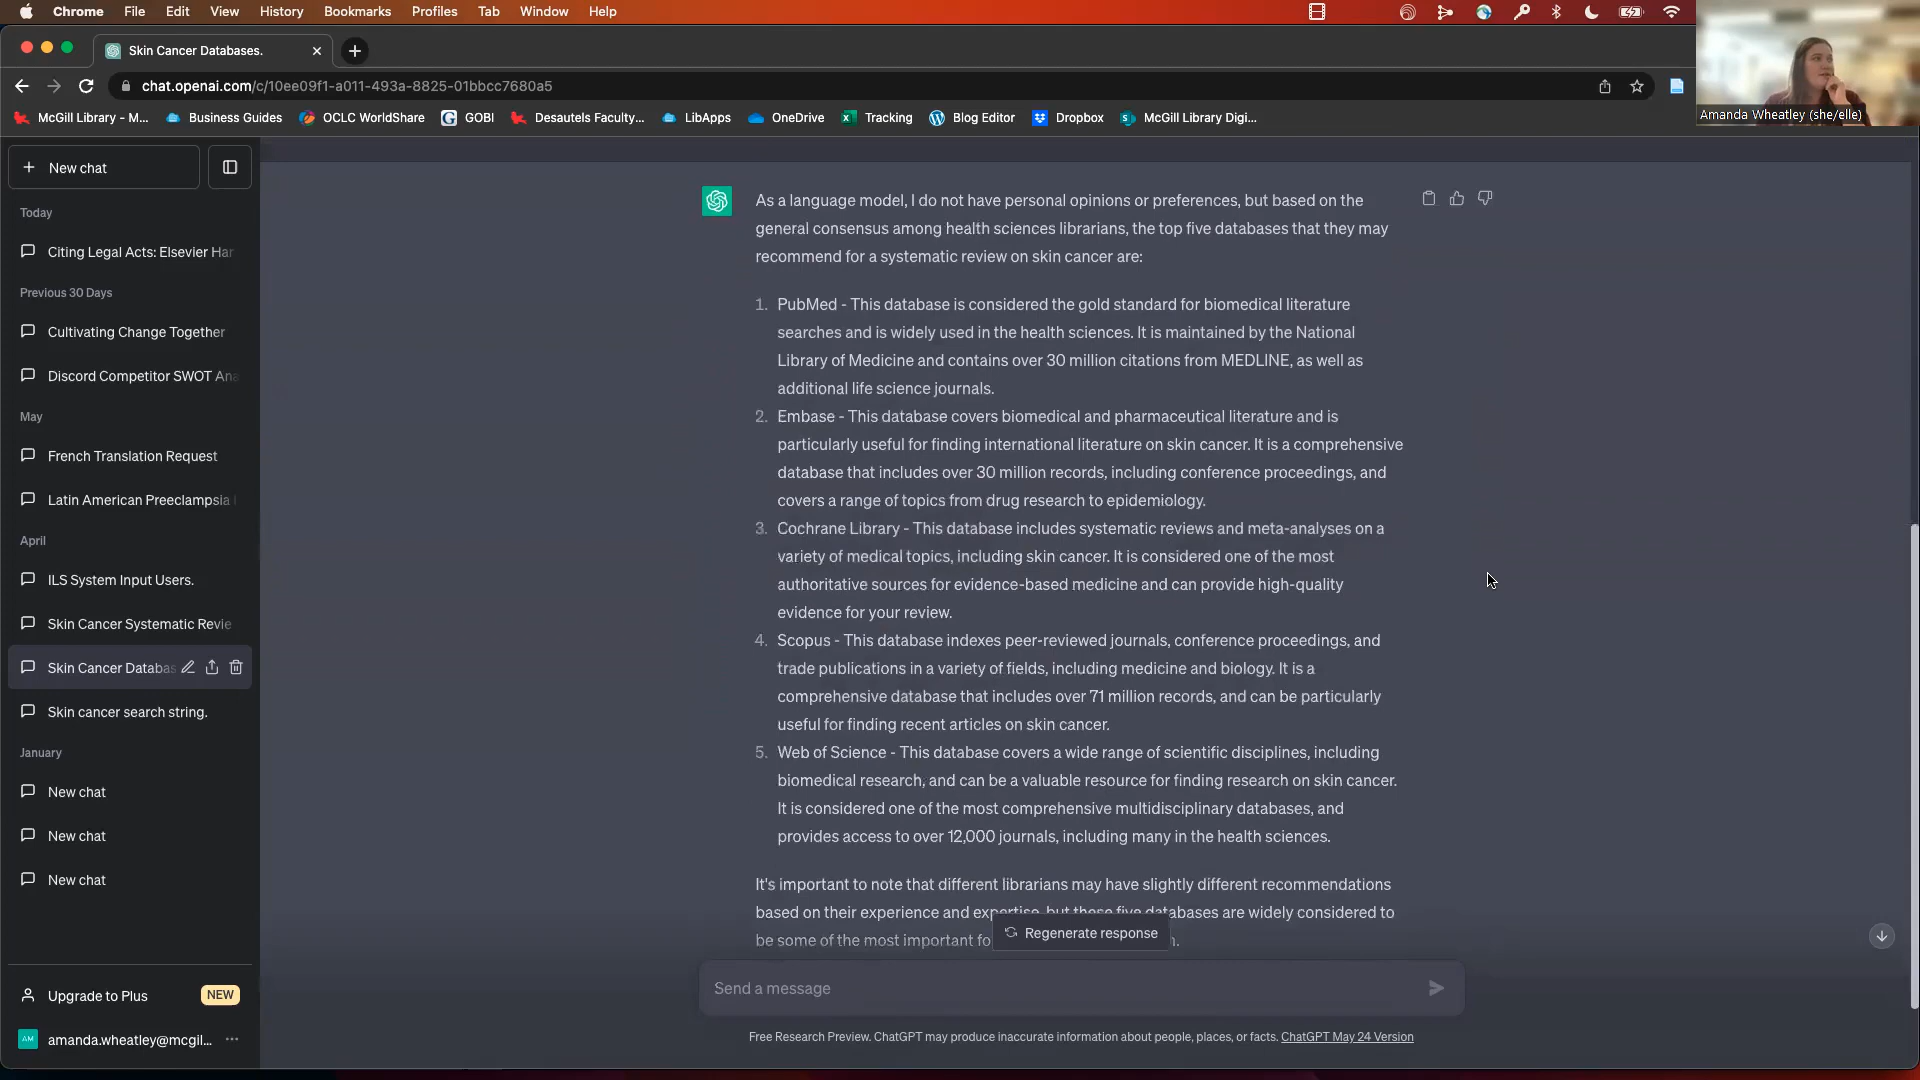 Chrome File Edit View History Bookmarks Profiles Tab Window Help
Skin Cancer Databases.
chat.openai.com/c/10ee09f1-a011-493a-8825-01bbcc7680a5
McGill Library - M... Business Guides OCLC WorldShare GOBI Desautels Faculty... LibApps OneDrive Tracking Blog Editor Dropbox McGill Library Digi...
Amanda Wheatley (she/elle)
New chat
Today
Citing Legal Acts: Elsevier Har
Previous 30 Days
Cultivating Change Together
Discord Competitor SWOT Ana
May
French Translation Request
Latin American Preeclampsia
April
ILS System Input Users.
Skin Cancer Systematic Revie
Skin Cancer Databas
Skin cancer search string.
January
New chat
New chat
New chat
Upgrade to Plus NEW
AM amanda.wheatley@mcgil...
As a language model, I do not have personal opinions or preferences, but based on the
general consensus among health sciences librarians, the top five databases that they may
recommend for a systematic review on skin cancer are:
1. PubMed - This database is considered the gold standard for biomedical literature
searches and is widely used in the health sciences. It is maintained by the National
Library of Medicine and contains over 30 million citations from MEDLINE, as well as
additional life science journals.
2. Embase - This database covers biomedical and pharmaceutical literature and is
particularly useful for finding international literature on skin cancer. It is a comprehensive
database that includes over 30 million records, including conference proceedings, and
covers a range of topics from drug research to epidemiology.
3. Cochrane Library - This database includes systematic reviews and meta-analyses on a
variety of medical topics, including skin cancer. It is considered one of the most
authoritative sources for evidence-based medicine and can provide high-quality
evidence for your review.
4. Scopus - This database indexes peer-reviewed journals, conference proceedings, and
trade publications in a variety of fields, including medicine and biology. It is a
comprehensive database that includes over 71 million records, and can be particularly
useful for finding recent articles on skin cancer.
5. Web of Science - This database covers a wide range of scientific disciplines, including
biomedical research, and can be a valuable resource for finding research on skin cancer.
It is considered one of the most comprehensive multidisciplinary databases, and
provides access to over 12,000 journals, including many in the health sciences.
It's important to note that different librarians may have slightly different recommendations
based on their experience and expertise, but these five databases are widely considered to
be some of the most important fo
Regenerate response
Send a message
Free Research Preview. ChatGPT may produce inaccurate information about people, places, or facts. ChatGPT May 24 Version